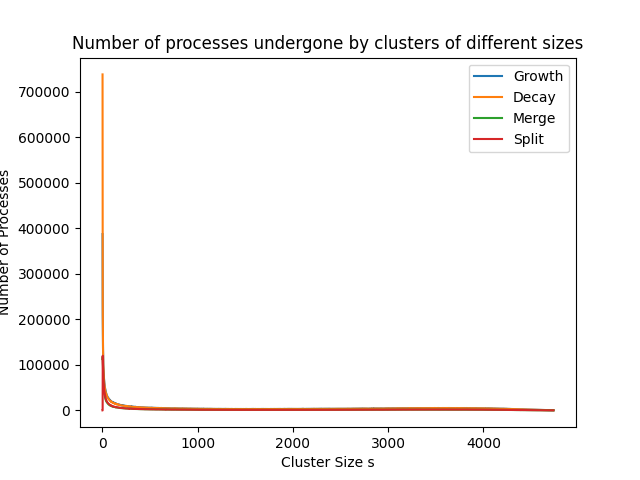 Number of processes undergone by clusters of different sizes
Growth
Decay
Merge
Split
Number of Processes
700000
600000
500000
400000
300000
200000
100000
0
0 1000 2000 3000 4000
Cluster Size s